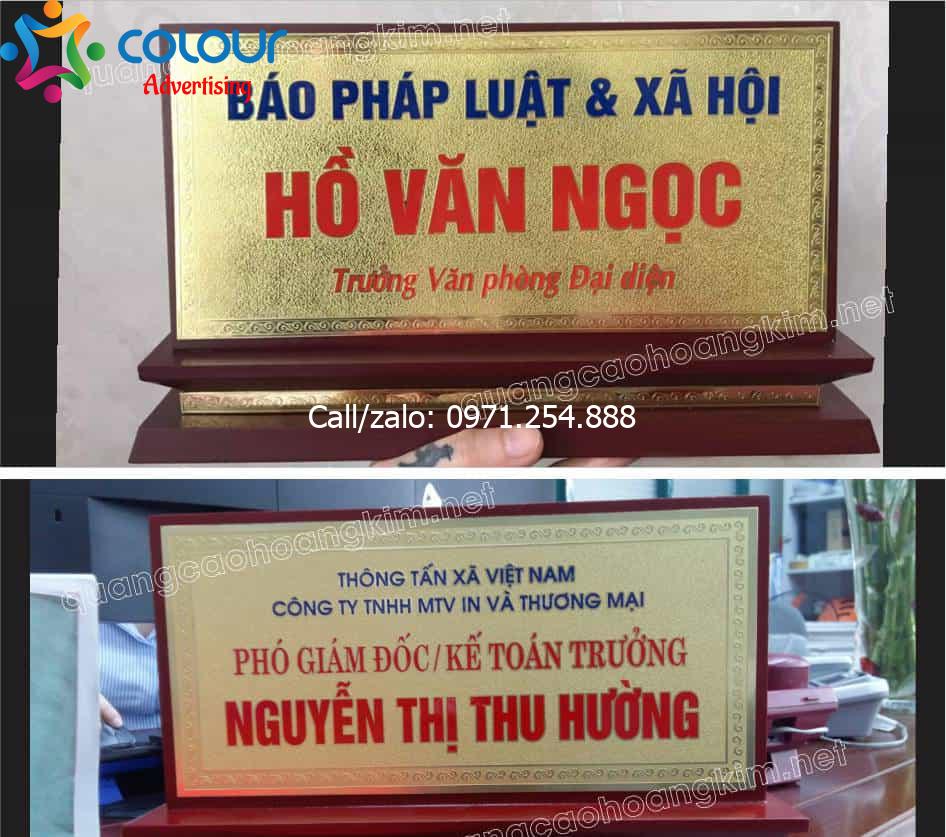 COLOUR
Advertising
quangcaohoangkim.net
BÁO PHÁP LUẬT & XÃ HỘI
HỒ VĂN NGỌC
Trưởng Văn phòng Đại diện
quangcaohoangkim.net
Call/zalo: 0971.254.888
quangcaohoangkim.net
THÔNG TẤN XÃ VIỆT NAM
CÔNG TY TNHH MTV IN VÀ THƯƠNG MẠI
PHÓ GIÁM ĐỐC/KẾ TOÁN TRƯỞNG
NGUYỄN THỊ THU HƯỜNG
quangcaohoangkim.net